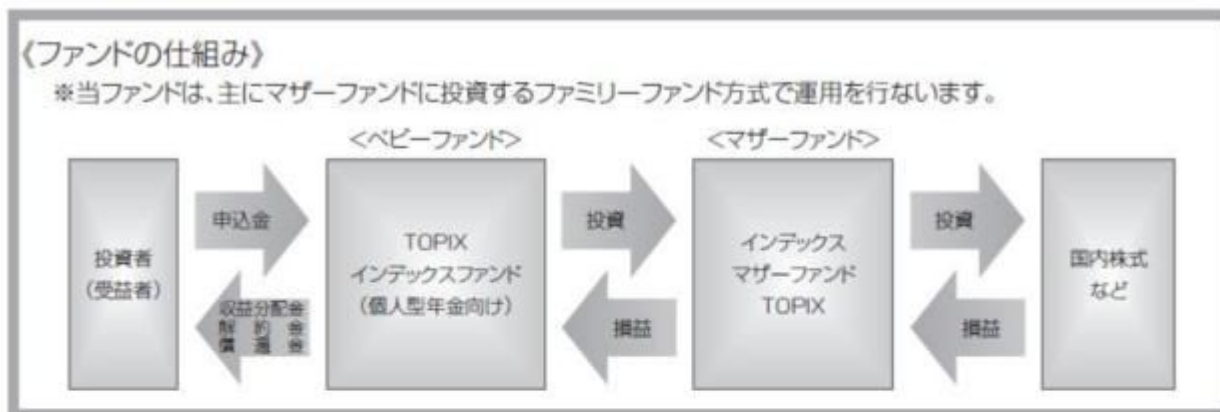 《ファンドの仕組み》
※当ファンドは、主にマザーファンドに投資するファミリーファンド方式で運用を行ないます。
<ベビーファンド>
<マザーファンド>
投資者
(受益者)
申込金
収益分配金
解約金
償還金
TOPIX
インデックスファンド
(個人型年金向け)
投資
損益
インデックス
マザーファンド
TOPIX
投資
損益
国内株式
など